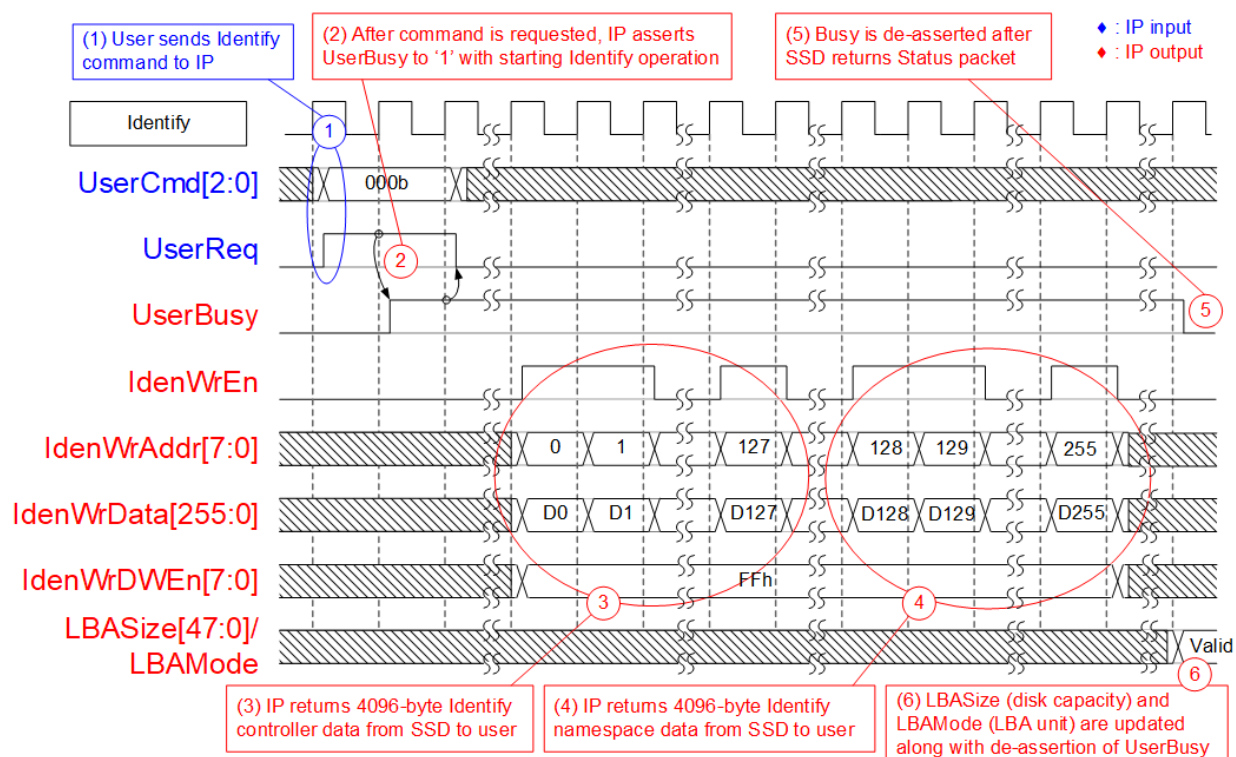 (1) User sends Identify
command to IP
(2) After command is requested, IP asserts
UserBusy to ‘1’ with starting Identify operation
(5) Busy is de-asserted after
SSD returns Status packet
♦ : IP input
♦ : IP output
Identify
1
UserCmd[2:0]
000b
UserReq
2
UserBusy
5
IdenWrEn
IdenWrAddr[7:0]
0 1 127 128 129 255
IdenWrData[255:0]
D0 D1 D127 D128 D129 D255
IdenWrDWEn[7:0]
FFh
3 4
LBASize[47:0]/
LBAMode
Valid
6
(3) IP returns 4096-byte Identify
controller data from SSD to user
(4) IP returns 4096-byte Identify
namespace data from SSD to user
(6) LBASize (disk capacity) and
LBAMode (LBA unit) are updated
along with de-assertion of UserBusy